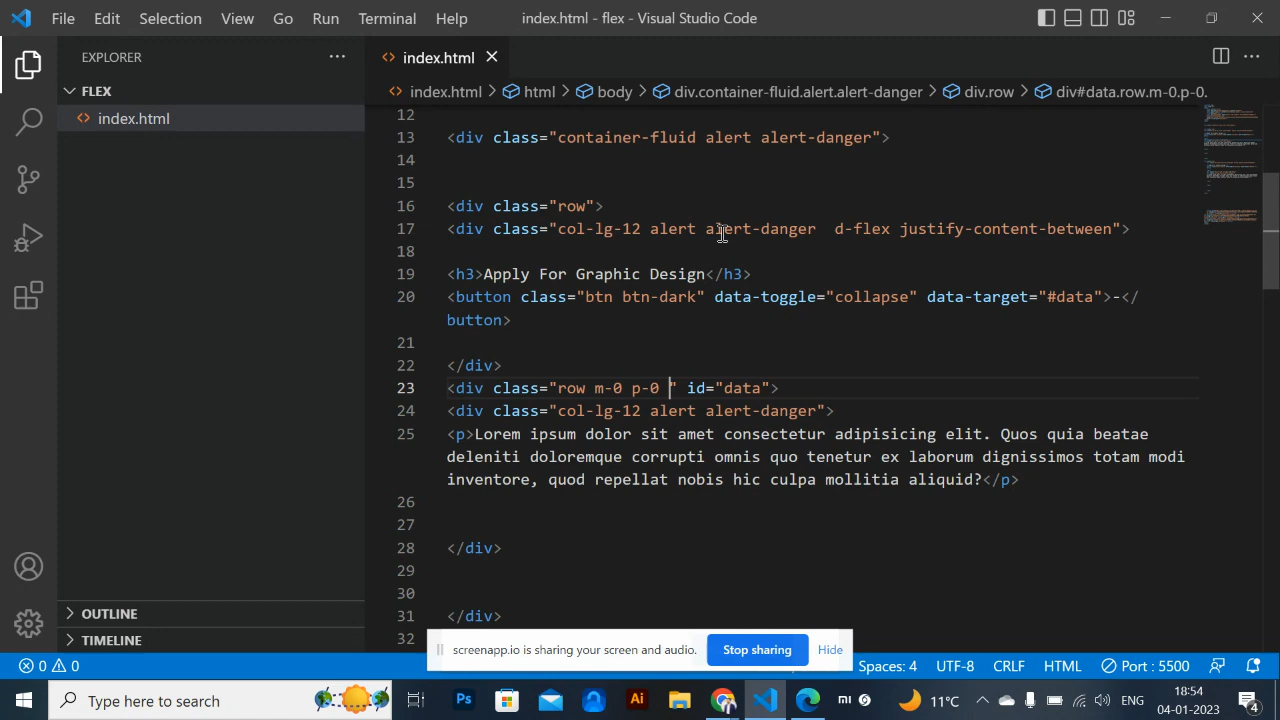 File Edit Selection View Go Run Terminal Help index.html - flex - Visual Studio Code
EXPLORER
index.html
FLEX
index.html
index.html > html > body > div.container-fluid.alert.alert-danger > div.row > div#data.row.m-0.p-0.
12
13 <div class="container-fluid alert alert-danger">
14
15
16 <div class="row">
17 <div class="col-lg-12 alert alert-danger  d-flex justify-content-between">
18
19 <h3>Apply For Graphic Design</h3>
20 <button class="btn btn-dark" data-toggle="collapse" data-target="#data">-</
button>
21
22 </div>
23 <div class="row m-0 p-0 " id="data">
24 <div class="col-lg-12 alert alert-danger">
25 <p>Lorem ipsum dolor sit amet consectetur adipisicing elit. Quos quia beatae
deleniti doloremque corrupti omnis quo tenetur ex laborum dignissimos totam modi
inventore, quod repellat nobis hic culpa mollitia aliquid?</p>
26
27
28 </div>
29
30
31 </div>
32
OUTLINE
TIMELINE
screenapp.io is sharing your screen and audio. Stop sharing Hide
0 0 Spaces: 4 UTF-8 CRLF HTML Port : 5500
Type here to search
Ps Ai mi 11°C ENG
18:54
04-01-2023
4